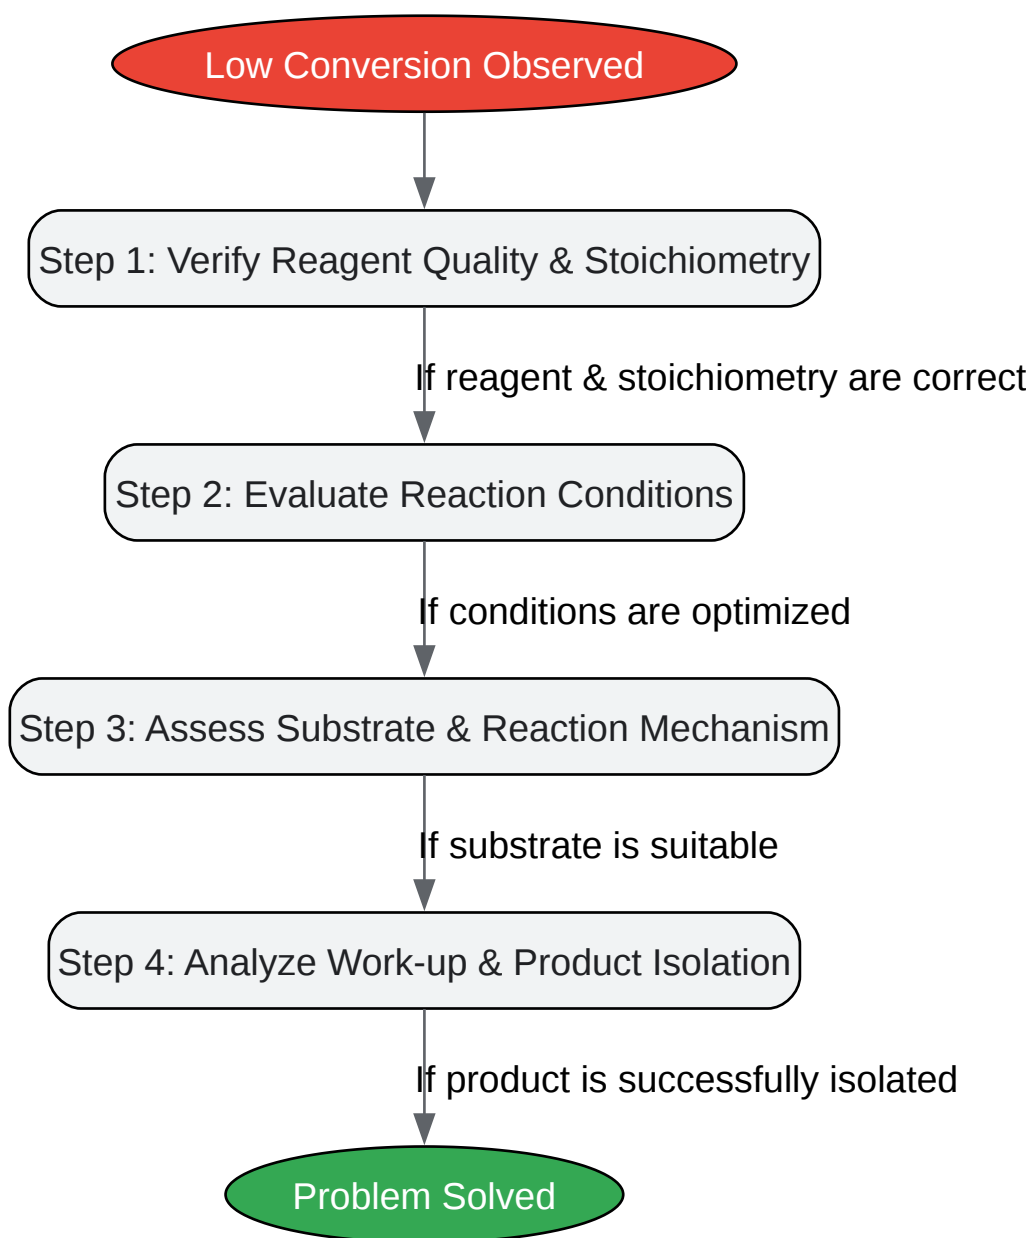 Low Conversion Observed
Step 1: Verify Reagent Quality & Stoichiometry
If reagent & stoichiometry are correct
Step 2: Evaluate Reaction Conditions
If conditions are optimized
Step 3: Assess Substrate & Reaction Mechanism
If substrate is suitable
Step 4: Analyze Work-up & Product Isolation
If product is successfully isolated
Problem Solved